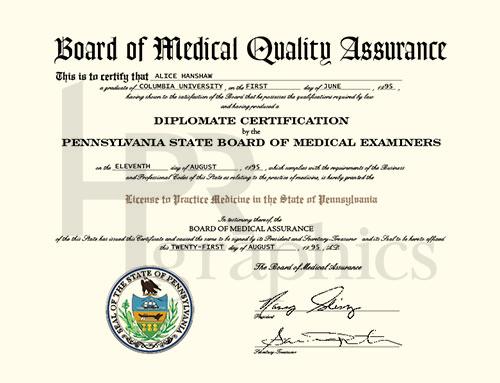 Board of Medical Quality Assurance
This is to certify that ALICE HANSHAW
a graduate of COLUMBIA UNIVERSITY, on the FIRST day of JUNE, 1995,
having shown to the satisfaction of the Board that he possesses the qualifications required by law
and having produced a
DIPLOMATE CERTIFICATION
by the
PENNSYLVANIA STATE BOARD OF MEDICAL EXAMINERS
on the ELEVENTH day of AUGUST, 1995, which complies with the requirements of the Business
and Professional Codes of this State as relating to the practice of medicine, is hereby granted the
License to Practice Medicine in the State of Pennsylvania
In testimony thereof, the
BOARD OF MEDICAL ASSURANCE
of the this State has issued this Certificate and caused the same to be signed by its President and Secretary-Treasurer and its Seal to be hereto affixed
this TWENTY-FIRST day of AUGUST, 1995, A.D.
The Board of Medical Assurance
SEAL OF THE STATE OF PENNSYLVANIA
President
Secretary-Treasurer
graphics